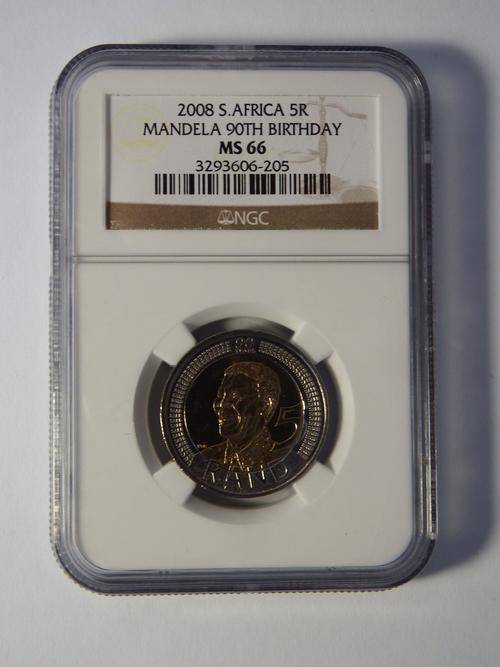 2008 S.AFRICA 5R
MANDELA 90TH BIRTHDAY
MS 66
3293606-205
NGC
90
5
RAND